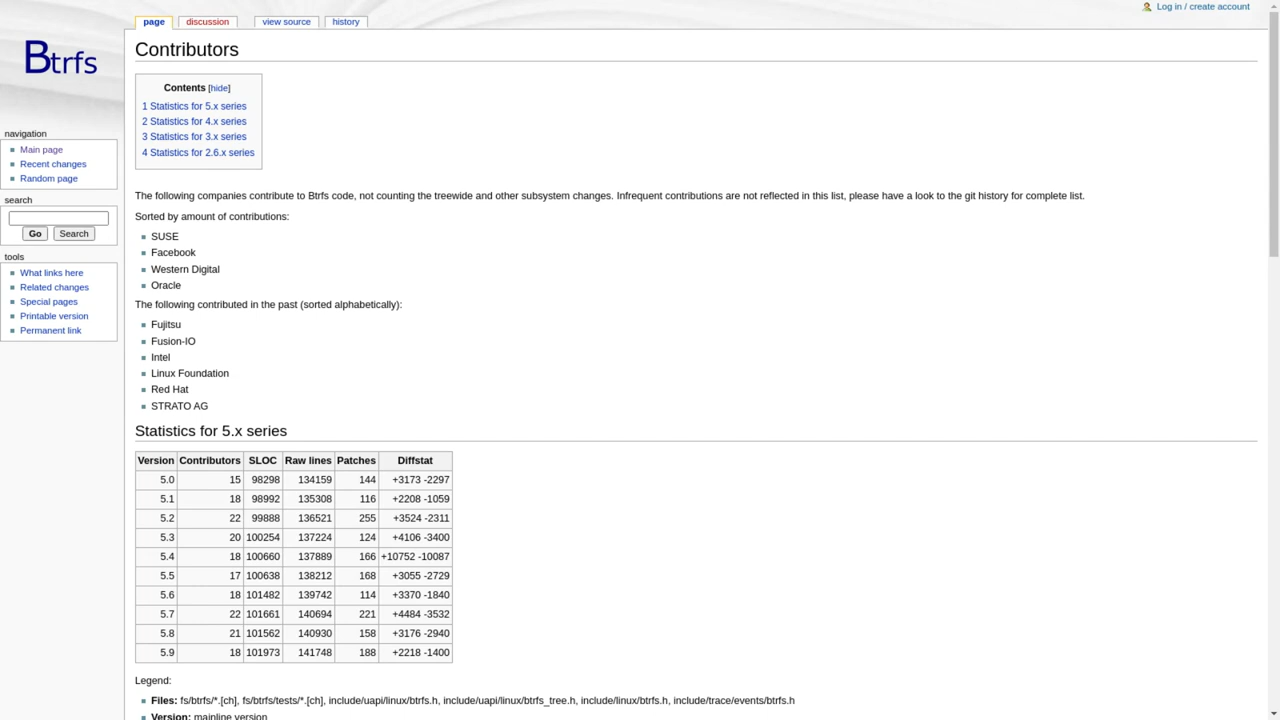 Log in / create account
page discussion view source history
Btrfs
Contributors
Contents [hide]
1 Statistics for 5.x series
2 Statistics for 4.x series
3 Statistics for 3.x series
4 Statistics for 2.6.x series
navigation
Main page
Recent changes
Random page
search
Go Search
tools
What links here
Related changes
Special pages
Printable version
Permanent link
The following companies contribute to Btrfs code, not counting the treewide and other subsystem changes. Infrequent contributions are not reflected in this list, please have a look to the git history for complete list.
Sorted by amount of contributions:
SUSE
Facebook
Western Digital
Oracle
The following contributed in the past (sorted alphabetically):
Fujitsu
Fusion-IO
Intel
Linux Foundation
Red Hat
STRATO AG
Statistics for 5.x series
Version Contributors SLOC Raw lines Patches Diffstat
5.0 15 98298 134159 144 +3173 -2297
5.1 18 98992 135308 116 +2208 -1059
5.2 22 99888 136521 255 +3524 -2311
5.3 20 100254 137224 124 +4106 -3400
5.4 18 100660 137889 166 +10752 -10087
5.5 17 100638 138212 168 +3055 -2729
5.6 18 101482 139742 114 +3370 -1840
5.7 22 101661 140694 221 +4484 -3532
5.8 21 101562 140930 158 +3176 -2940
5.9 18 101973 141748 188 +2218 -1400
Legend:
Files: fs/btrfs/*.[ch], fs/btrfs/tests/*.[ch], include/uapi/linux/btrfs.h, include/uapi/linux/btrfs_tree.h, include/linux/btrfs.h, include/trace/events/btrfs.h
Version: mainline version